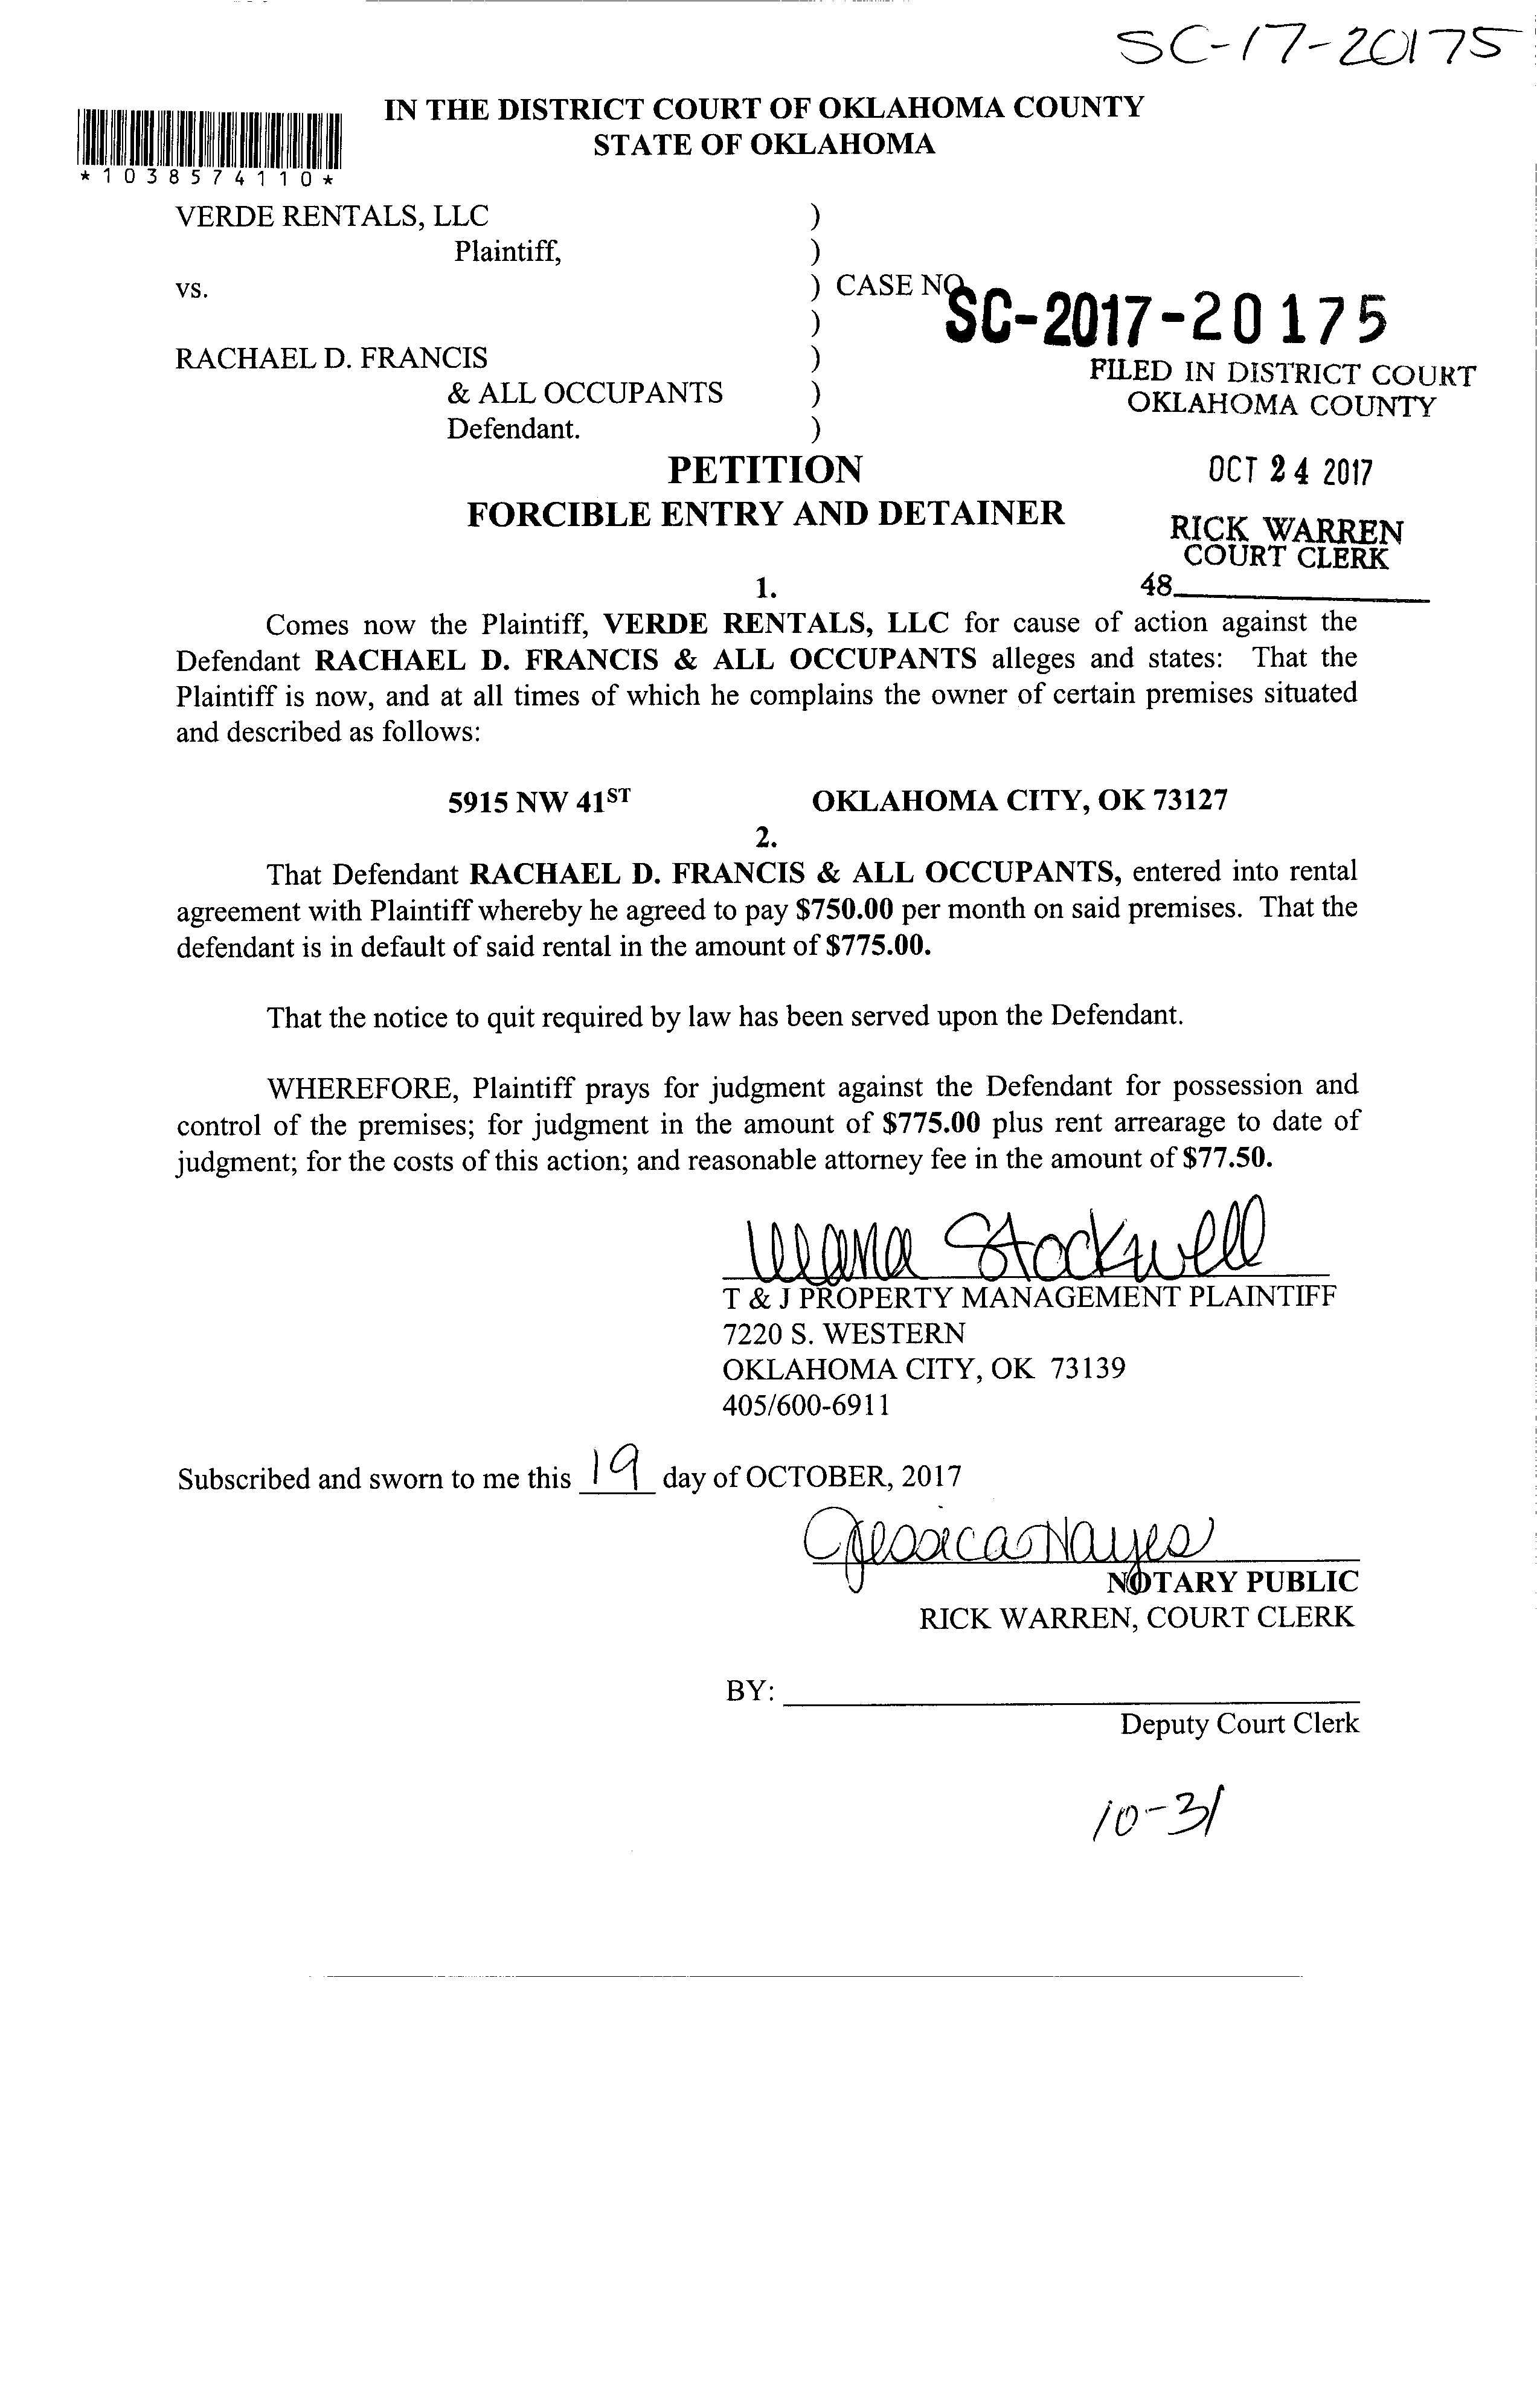 SC-17-20175
IN THE DISTRICT COURT OF OKLAHOMA COUNTY
STATE OF OKLAHOMA
*1038574110*
VERDE RENTALS, LLC )
Plaintiff, )
vs. ) CASE NO.
SC-2017-20175
)
RACHAEL D. FRANCIS )
FILED IN DISTRICT COURT
& ALL OCCUPANTS )
OKLAHOMA COUNTY
Defendant. )
PETITION
OCT 24 2017
FORCIBLE ENTRY AND DETAINER
RICK WARREN
COURT CLERK
1.
48
Comes now the Plaintiff, VERDE RENTALS, LLC for cause of action against the
Defendant RACHAEL D. FRANCIS & ALL OCCUPANTS alleges and states: That the
Plaintiff is now, and at all times of which he complains the owner of certain premises situated
and described as follows:
5915 NW 41ST OKLAHOMA CITY, OK 73127
2.
That Defendant RACHAEL D. FRANCIS & ALL OCCUPANTS, entered into rental
agreement with Plaintiff whereby he agreed to pay $750.00 per month on said premises. That the
defendant is in default of said rental in the amount of $775.00.
That the notice to quit required by law has been served upon the Defendant.
WHEREFORE, Plaintiff prays for judgment against the Defendant for possession and
control of the premises; for judgment in the amount of $775.00 plus rent arrearage to date of
judgment; for the costs of this action; and reasonable attorney fee in the amount of $77.50.
Stockwell
T & J PROPERTY MANAGEMENT PLAINTIFF
7220 S. WESTERN
OKLAHOMA CITY, OK 73139
405/600-6911
Subscribed and sworn to me this 19 day of OCTOBER, 2017
Jessica Hayes
NOTARY PUBLIC
RICK WARREN, COURT CLERK
BY:
Deputy Court Clerk
10-31